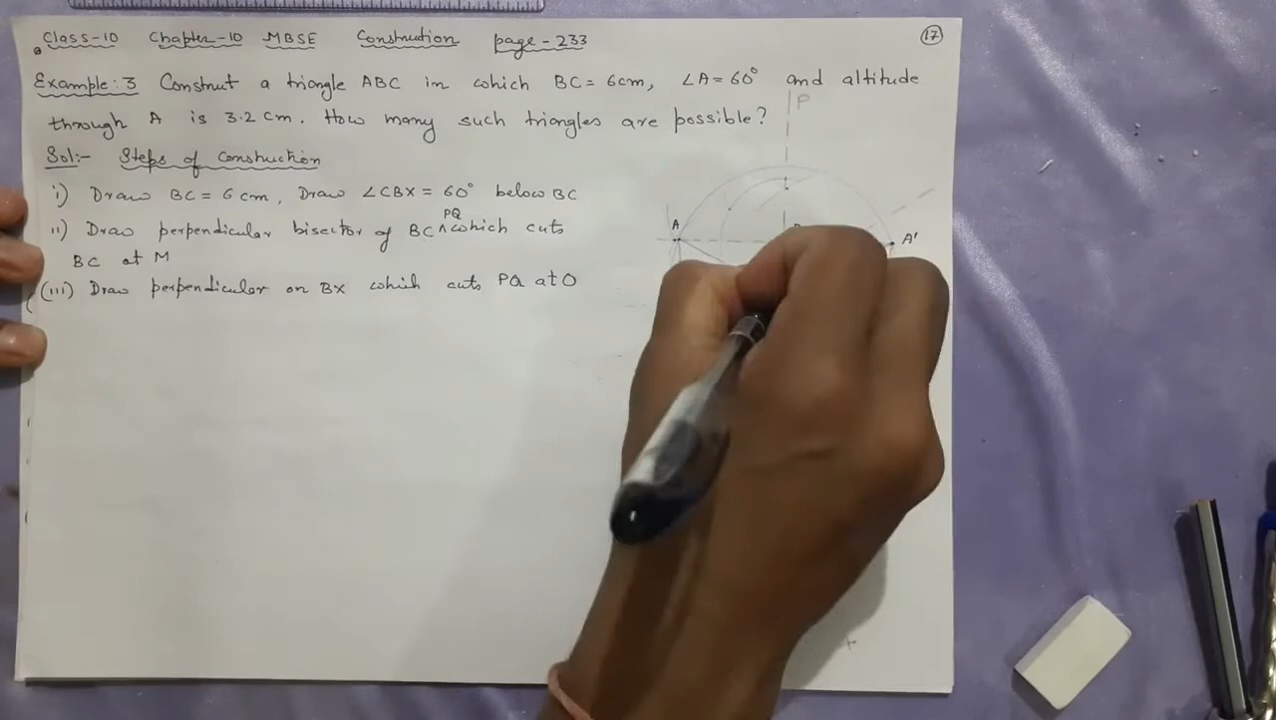 Class-10 Chapter-10 MBSE Construction page-233
17
Example: 3 Construt a triangle ABC in which BC = 6cm, ∠A = 60° and altitude
through A is 3.2 cm. How many such triangles are possible?
Sol:- Steps of construction
i) Draw BC = 6 cm, Draw ∠CBX = 60° below BC
ii) Draw perpendicular bisector of BC ^PQ which cuts
BC at M
(iii) Draw perpendicular on BX which cuts PQ at O
P
A
A'